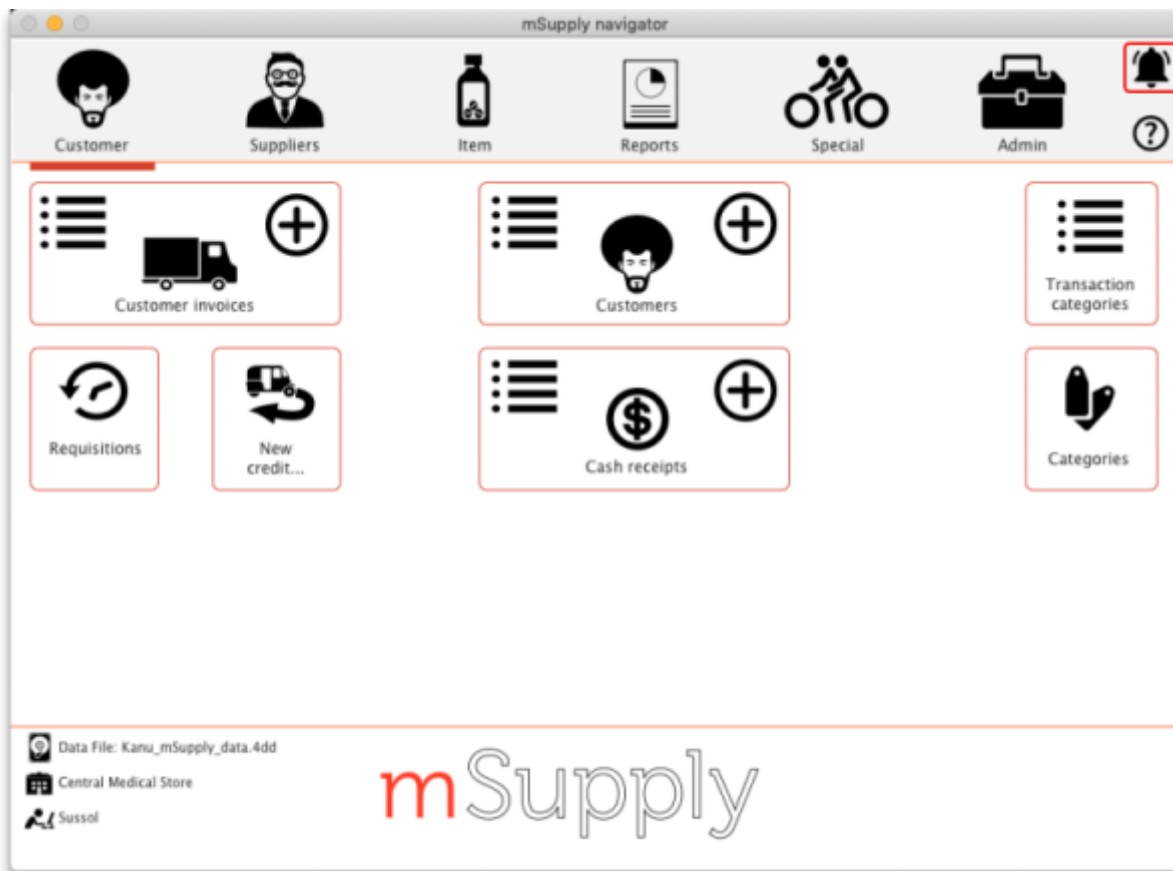 mSupply navigator
Customer
Suppliers
Item
Reports
Special
Admin
?
Customer invoices
Customers
Transaction
categories
Requisitions
New
credit...
$
Cash receipts
Categories
Data File: Kanu_mSupply_data.4dd
Central Medical Store
Sussol
mSupply